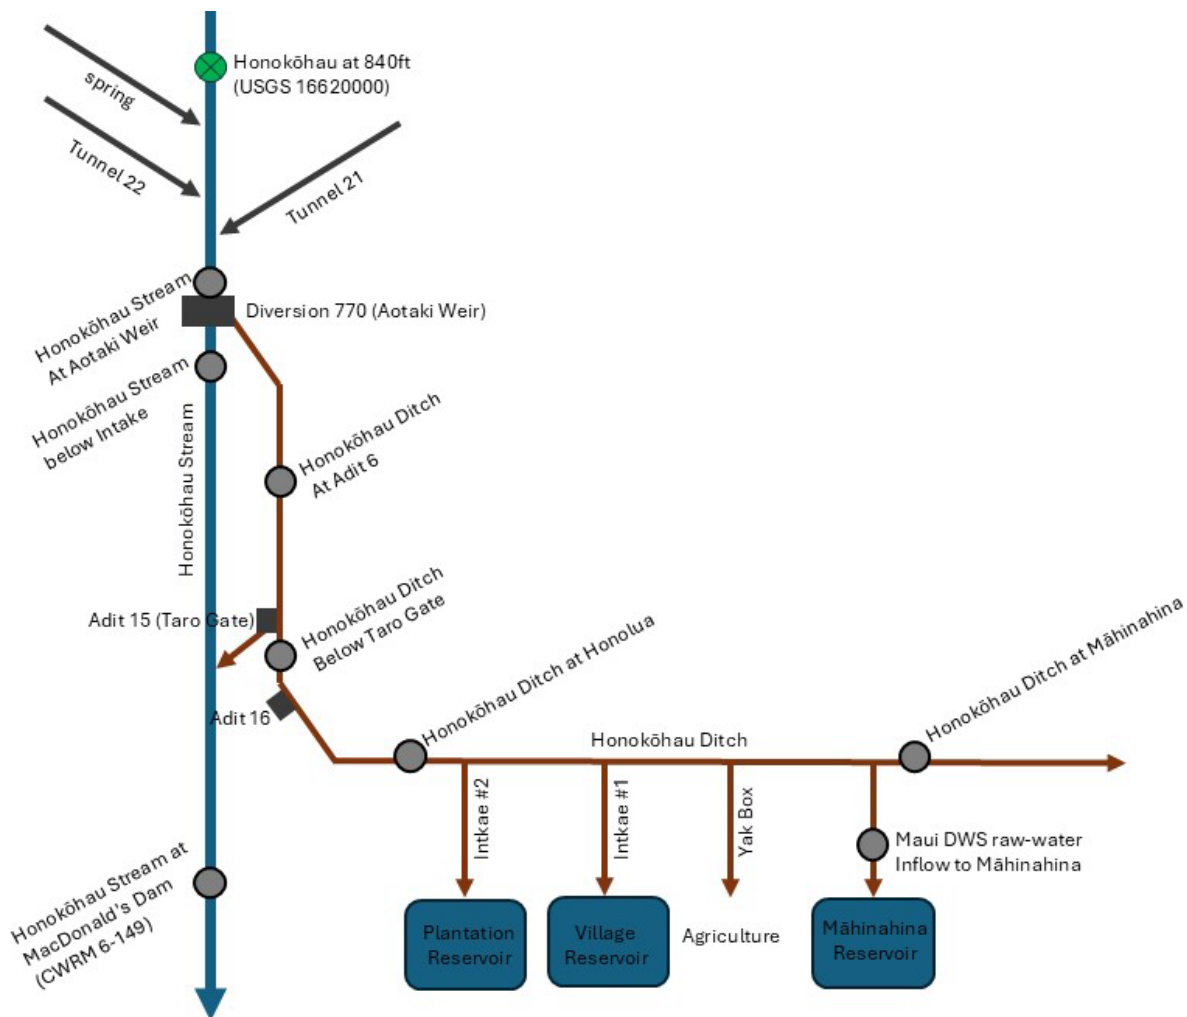 Honokōhau at 840ft
(USGS 16620000)
spring
Tunnel 22
Tunnel 21
Honokōhau Stream
At Aotaki Weir
Diversion 770 (Aotaki Weir)
Honokōhau Stream
below Intake
Honokōhau Stream
Honokōhau Ditch
At Adit 6
Adit 15 (Taro Gate)
Honokōhau Ditch
Below Taro Gate
Adit 16
Honokōhau Ditch at Honolua
Honokōhau Ditch
Honokōhau Ditch at Māhinahina
Intkae #2
Intkae #1
Yak Box
Maui DWS raw-water
Inflow to Māhinahina
Honokōhau Stream at
MacDonald's Dam
(CWRM 6-149)
Plantation
Reservoir
Village
Reservoir
Agriculture
Māhinahina
Reservoir